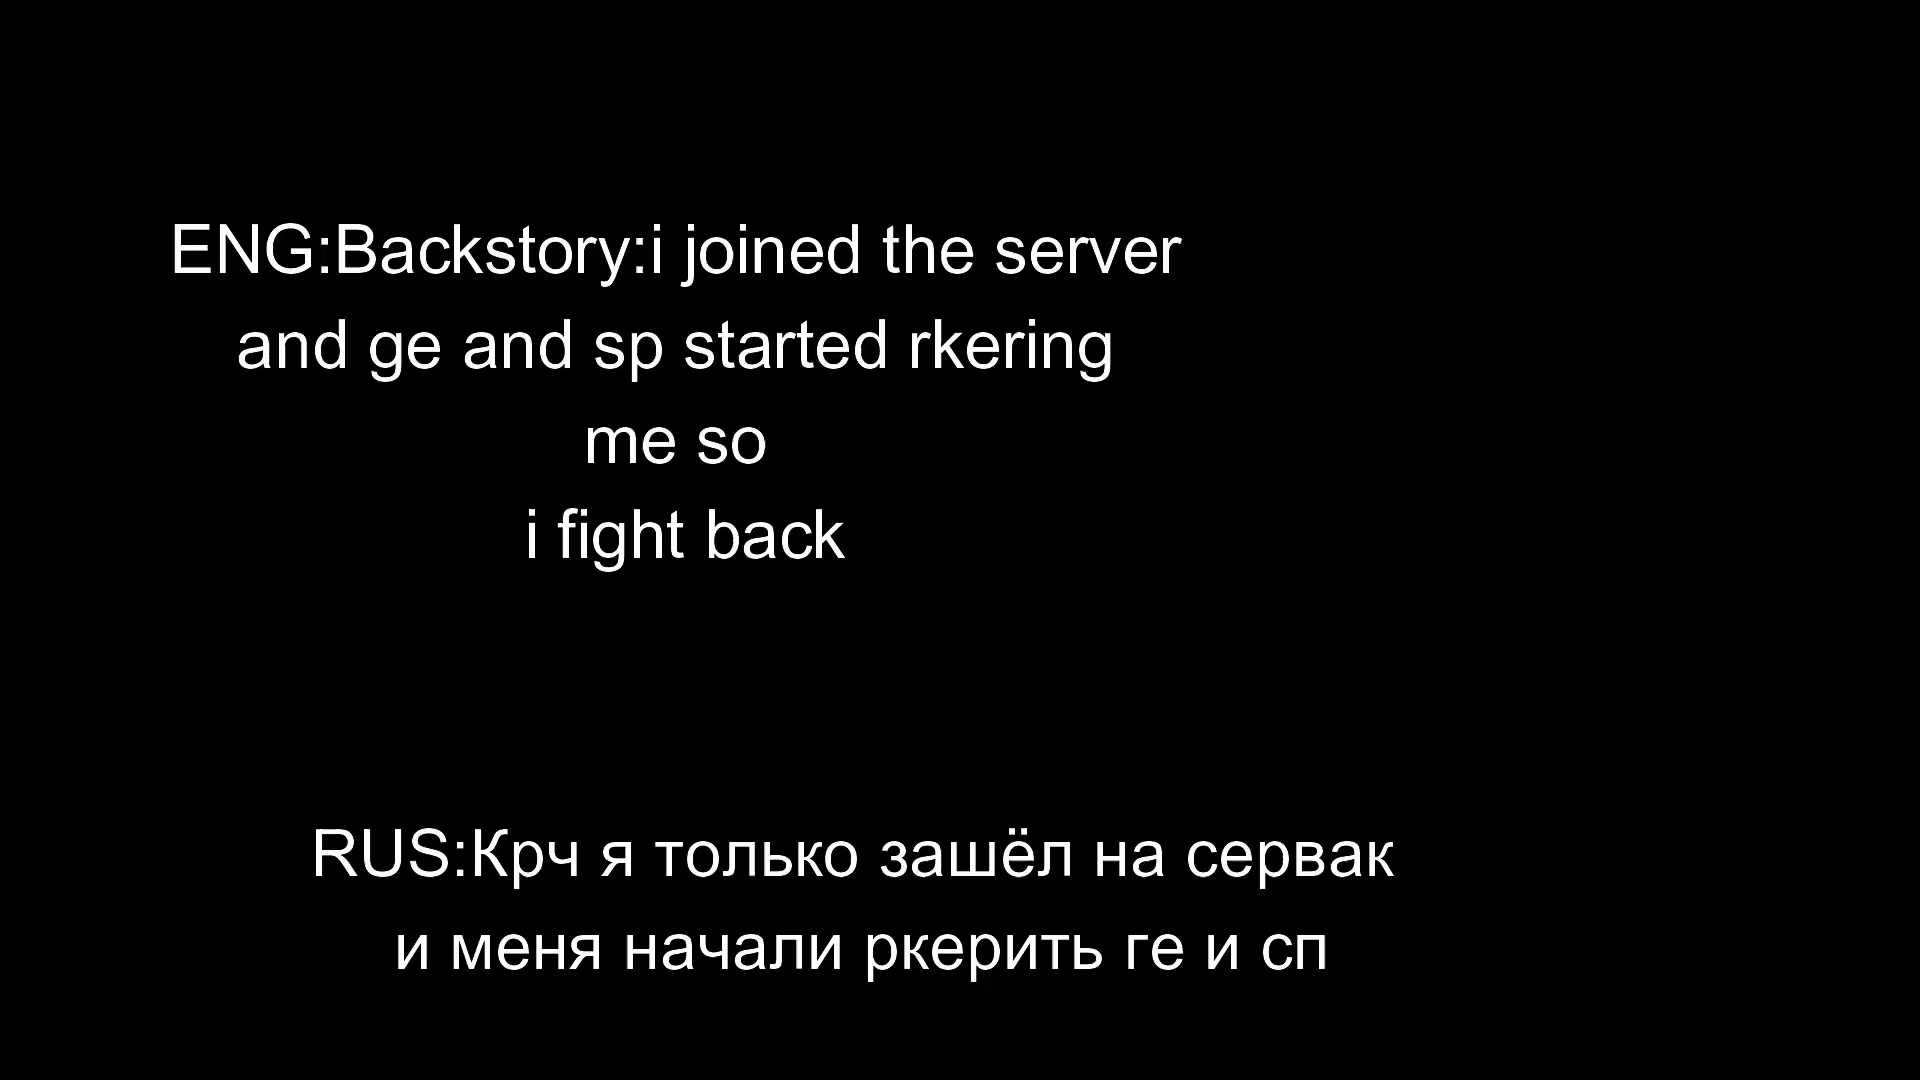 ENG:Backstory:i joined the server
and ge and sp started rkering
me so
i fight back
RUS:Крч я только зашёл на сервак
и меня начали ркерить ге и сп